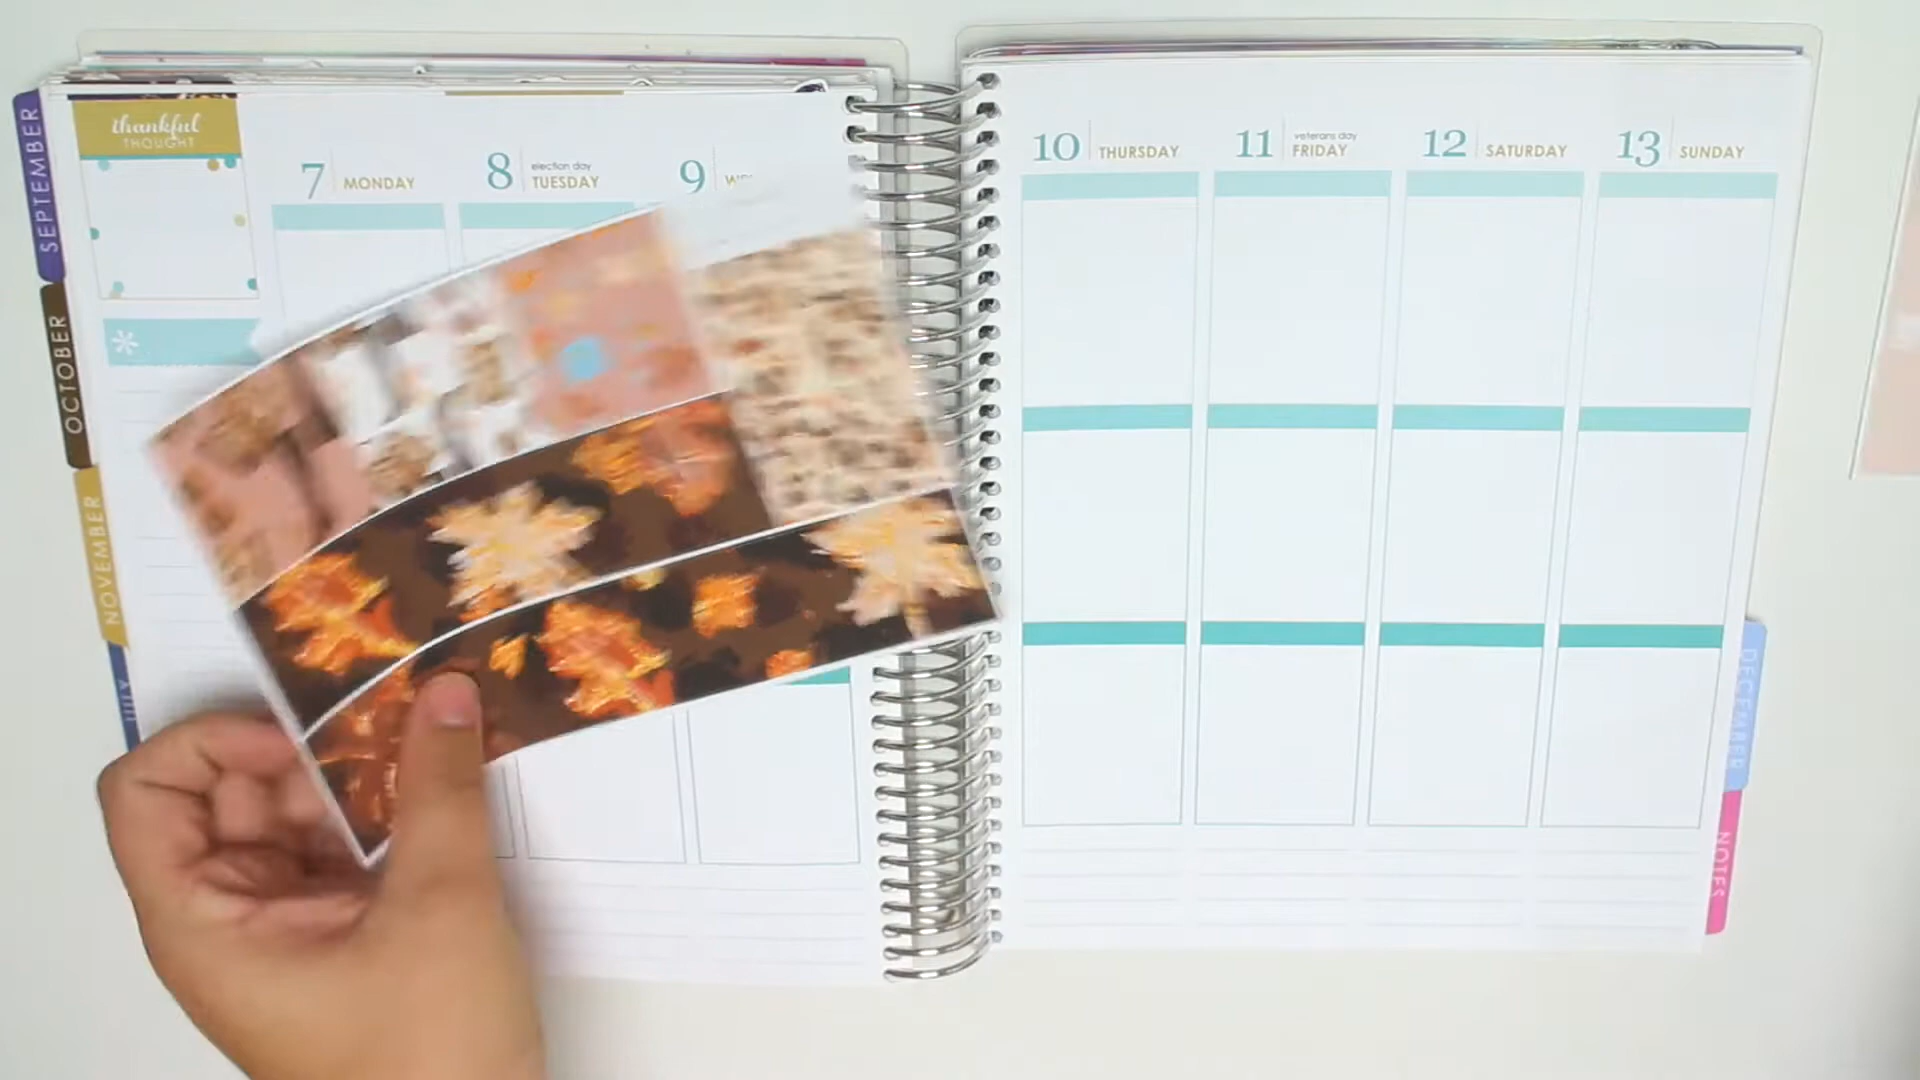 thankful
THOUGHT
7 MONDAY
8 election day
TUESDAY
9
10 THURSDAY
11 veterans day
FRIDAY
12 SATURDAY
13 SUNDAY
SEPTEMBER
OCTOBER
NOVEMBER
JULY
DECEMBER
NOTES